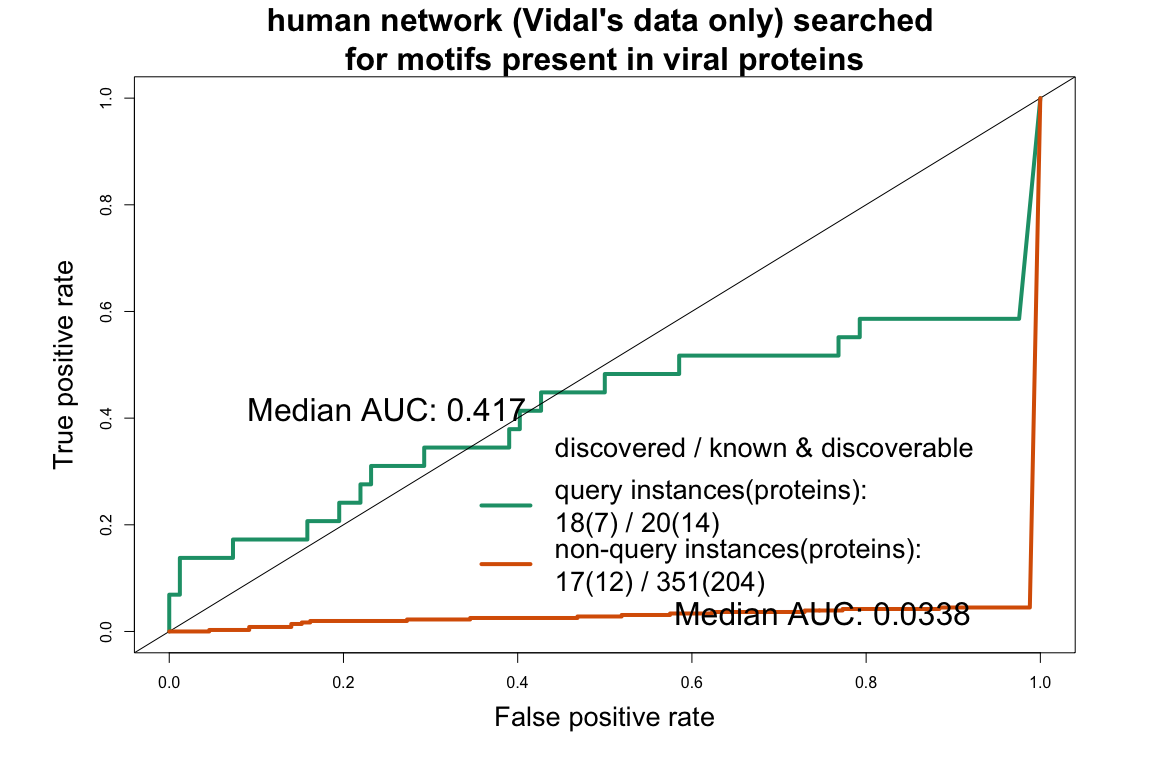 human network (Vidal's data only) searched
for motifs present in viral proteins
True positive rate
1.0
0.8
0.6
0.4
0.2
0.0
Median AUC: 0.417
discovered / known & discoverable
query instances(proteins):
18(7) / 20(14)
non-query instances(proteins):
17(12) / 351(204)
Median AUC: 0.0338
0.0 0.2 0.4 0.6 0.8 1.0
False positive rate